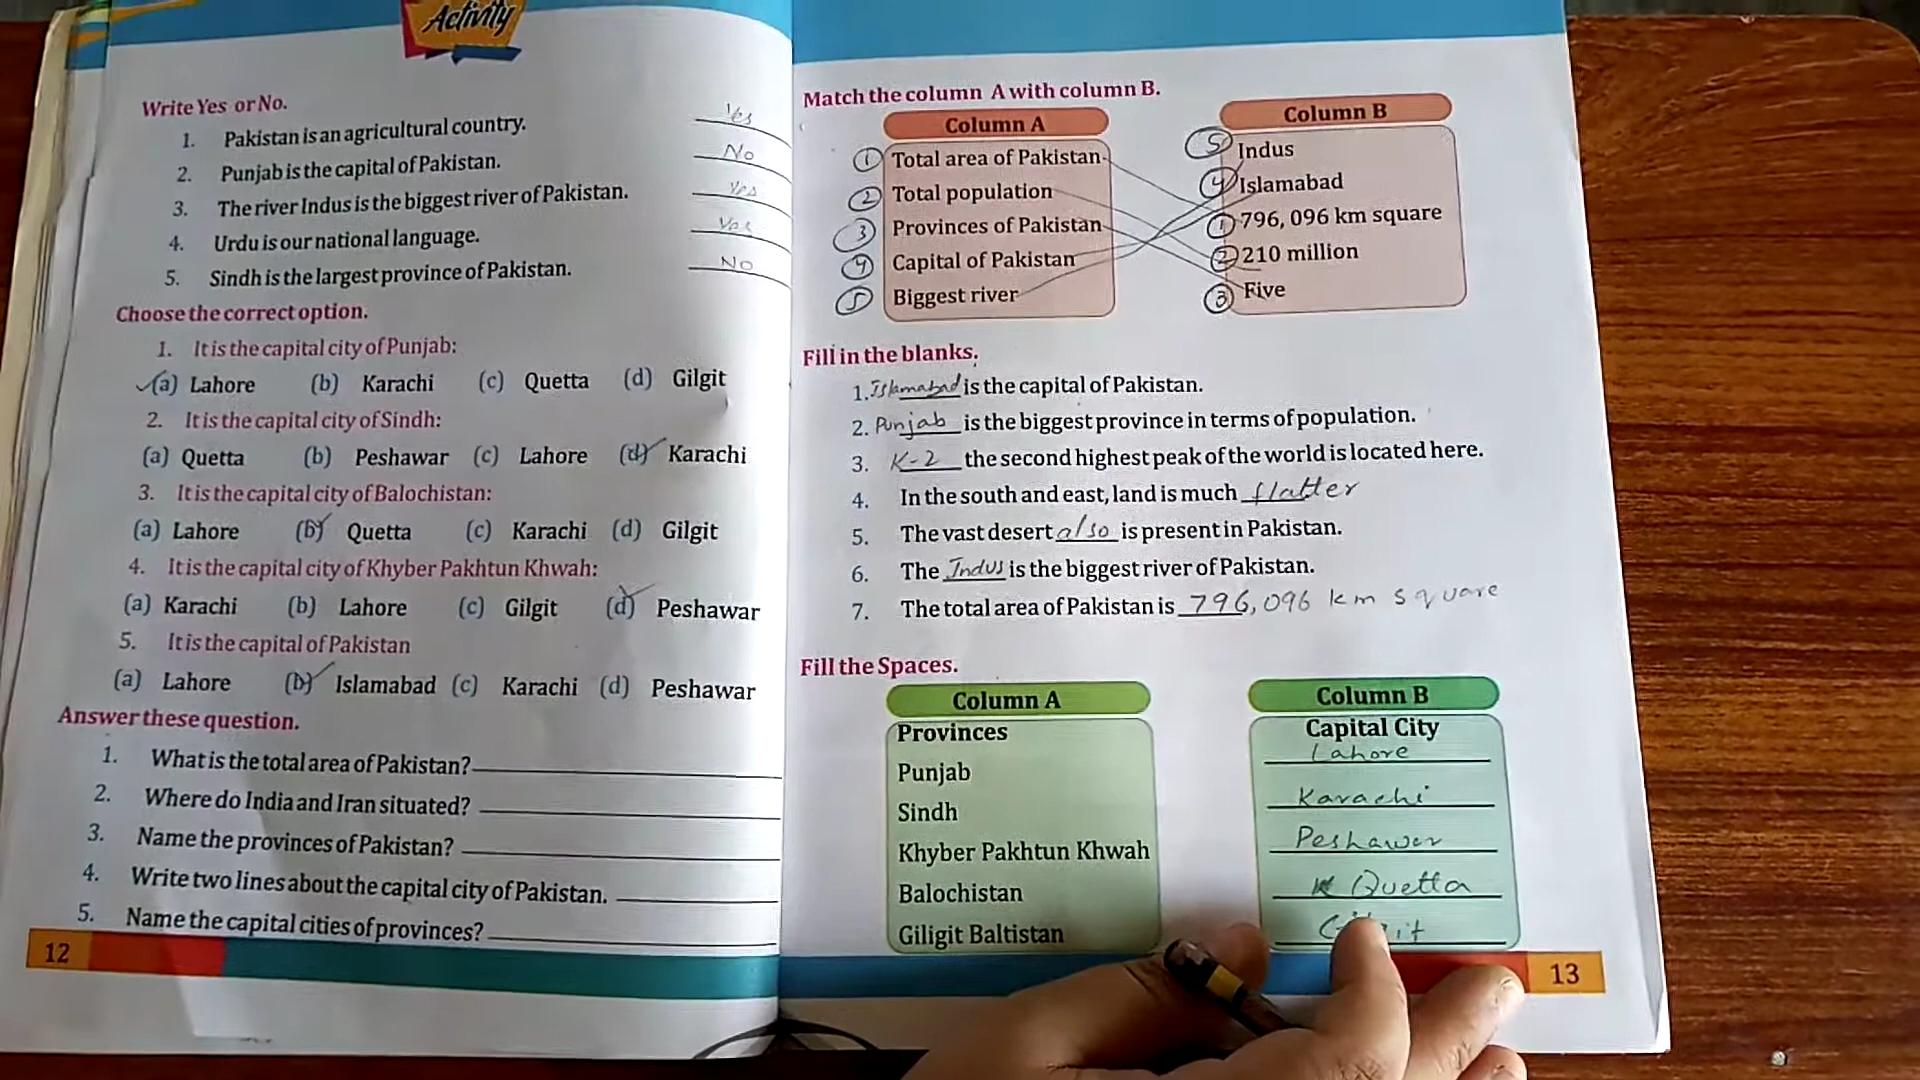 Activity
Write Yes or No.
1. Pakistan is an agricultural country. Yes
2. Punjab is the capital of Pakistan. No
3. The river Indus is the biggest river of Pakistan. Yes
4. Urdu is our national language. Yes
5. Sindh is the largest province of Pakistan. No
Choose the correct option.
1. It is the capital city of Punjab:
(a) Lahore (b) Karachi (c) Quetta (d) Gilgit
2. It is the capital city of Sindh:
(a) Quetta (b) Peshawar (c) Lahore (d) Karachi
3. It is the capital city of Balochistan:
(a) Lahore (b) Quetta (c) Karachi (d) Gilgit
4. It is the capital city of Khyber Pakhtun Khwah:
(a) Karachi (b) Lahore (c) Gilgit (d) Peshawar
5. It is the capital of Pakistan
(a) Lahore (b) Islamabad (c) Karachi (d) Peshawar
Answer these question.
1. What is the total area of Pakistan?
2. Where do India and Iran situated?
3. Name the provinces of Pakistan?
4. Write two lines about the capital city of Pakistan.
5. Name the capital cities of provinces?
12
Match the column A with column B.
Column A Column B
1 Total area of Pakistan 5 Indus
2 Total population 4 Islamabad
3 Provinces of Pakistan 1 796, 096 km square
4 Capital of Pakistan 2 210 million
5 Biggest river 3 Five
Fill in the blanks.
1. Islamabad is the capital of Pakistan.
2. Punjab is the biggest province in terms of population.
3. K-2 the second highest peak of the world is located here.
4. In the south and east, land is much flatter
5. The vast desert also is present in Pakistan.
6. The Indus is the biggest river of Pakistan.
7. The total area of Pakistan is 796,096 km square
Fill the Spaces.
Column A Column B
Provinces Capital City
Punjab Lahore
Sindh Karachi
Khyber Pakhtun Khwah Peshawer
Balochistan Quetta
Giligit Baltistan
13